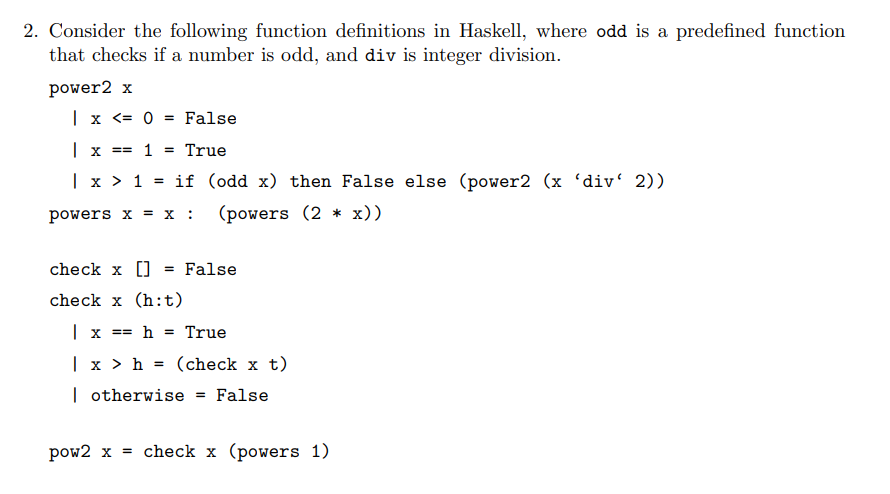 2. Consider the following function definitions in Haskell, where odd is a predefined function
that checks if a number is odd, and div is integer division.
power2 x
| x <= 0 = False
| x == 1 = True
| x > 1 = if (odd x) then False else (power2 (x ‘div‘ 2))
powers x = x : (powers (2 * x))
check x [] = False
check x (h:t)
| x == h = True
| x > h = (check x t)
| otherwise = False
pow2 x = check x (powers 1)